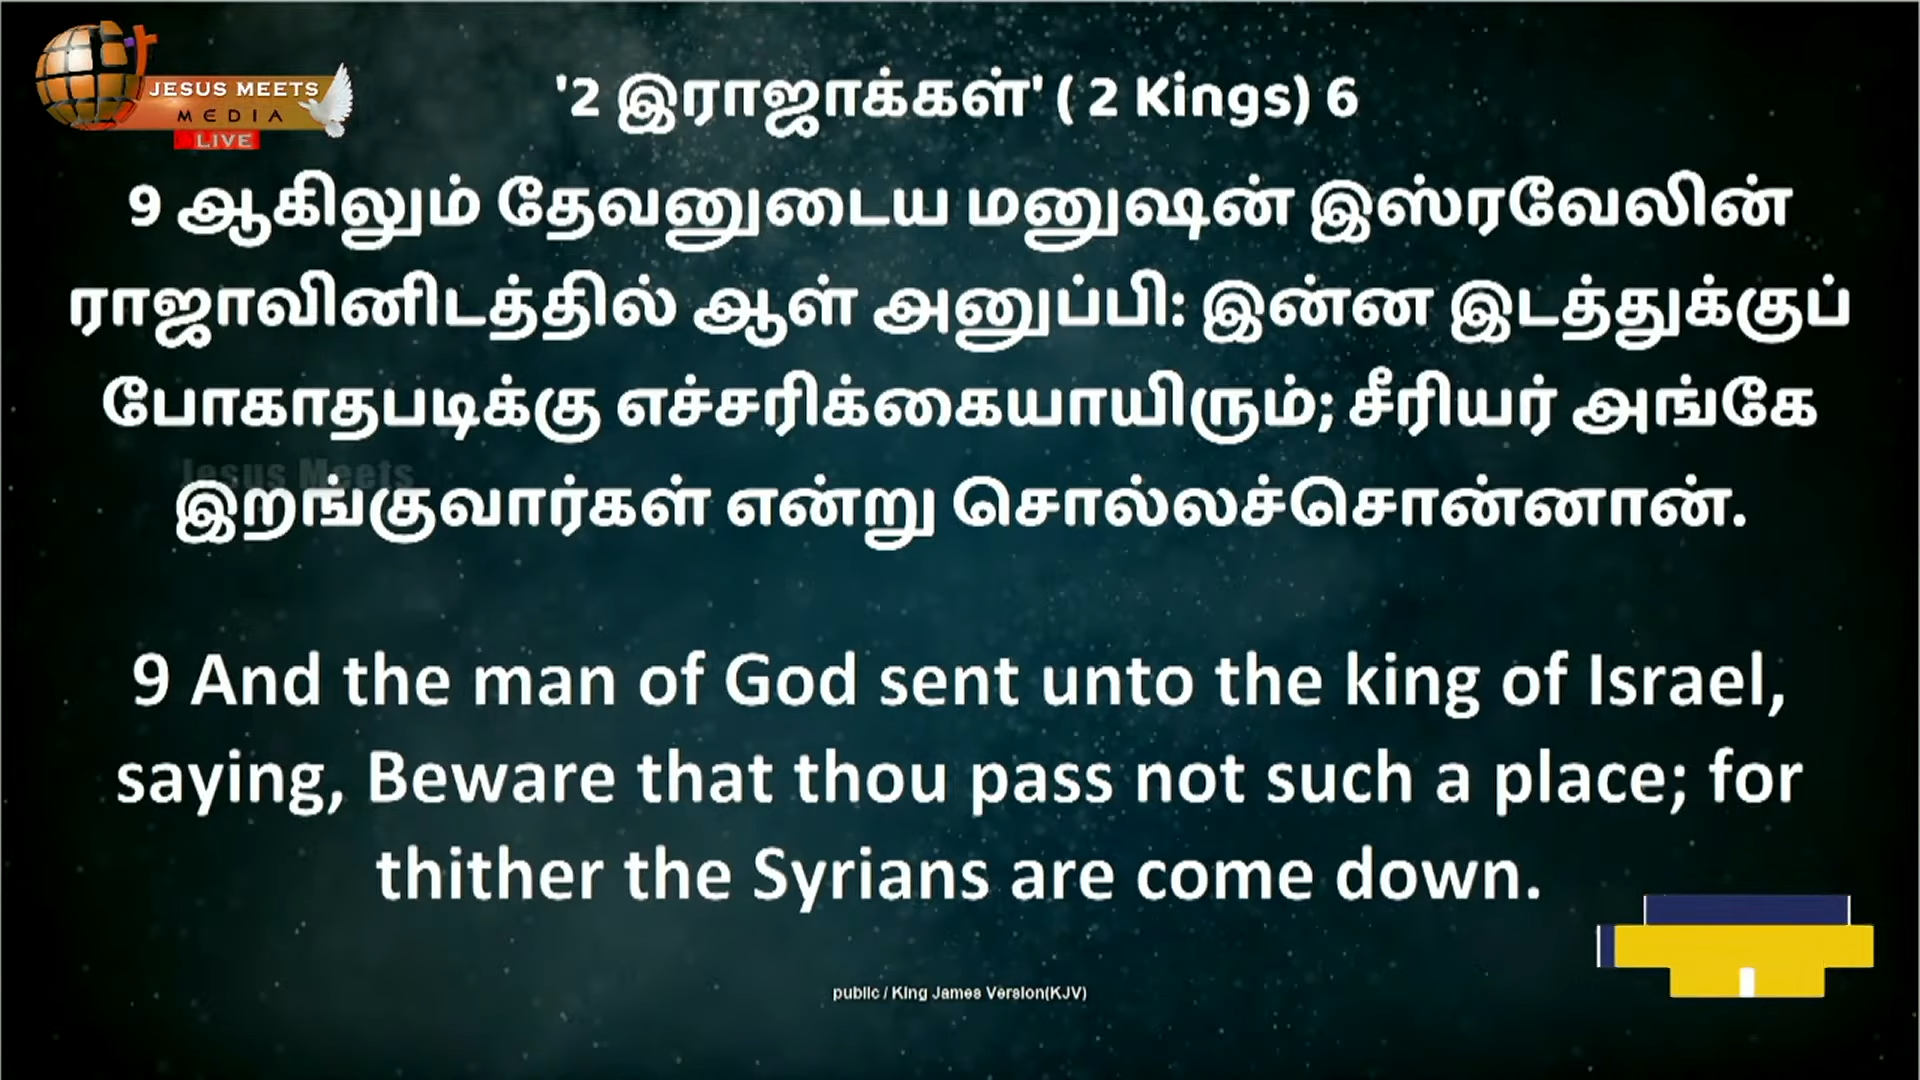 JESUS MEETS
MEDIA
LIVE
'2 இராஜாக்கள்' ( 2 Kings) 6
9 ஆகிலும் தேவனுடைய மனுஷன் இஸ்ரவேலின்
ராஜாவினிடத்தில் ஆள் அனுப்பி: இன்ன இடத்துக்குப்
போகாதபடிக்கு எச்சரிக்கையாயிரும்; சீரியர் அங்கே
Jesus Meets
இறங்குவார்கள் என்று சொல்லச்சொன்னான்.
9 And the man of God sent unto the king of Israel,
saying, Beware that thou pass not such a place; for
thither the Syrians are come down.
public / King James Version(KJV)